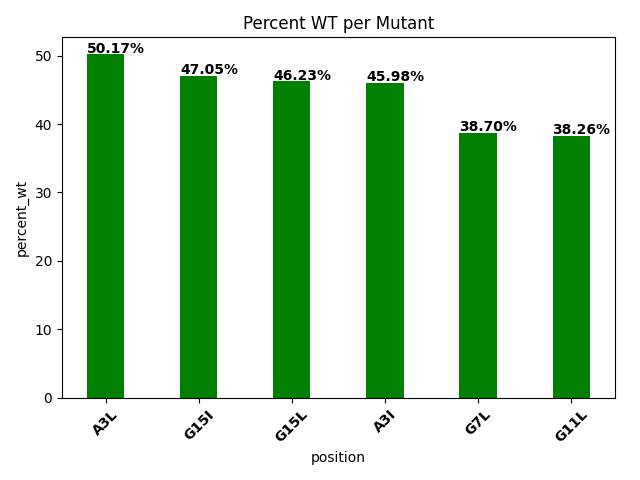 Percent WT per Mutant
50.17%
47.05%
46.23%
45.98%
38.70%
38.26%
percent_wt
50
40
30
20
10
0
A3L
G15I
G15L
A3I
G7L
G11L
position